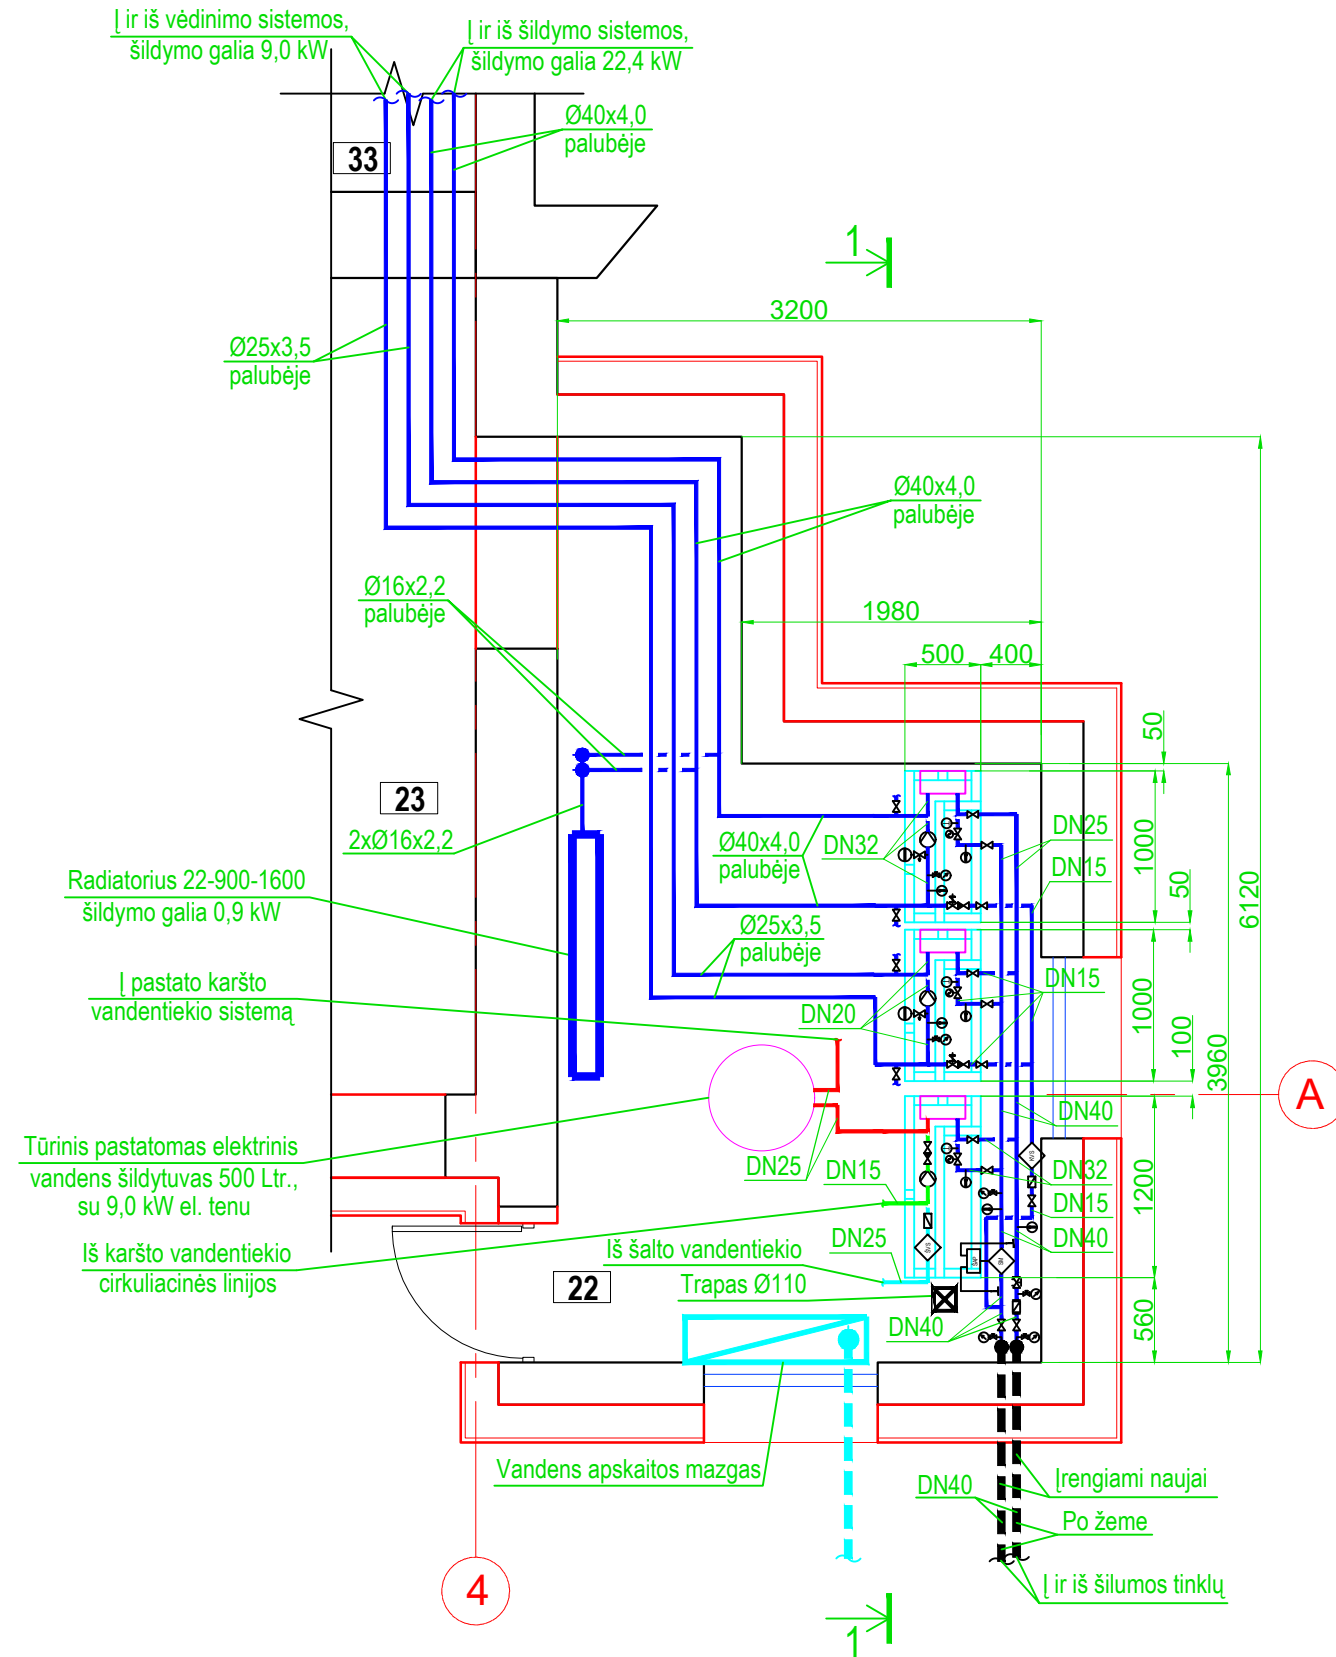 Į ir iš vėdinimo sistemos,
šildymo galia 9,0 kW
Į ir iš šildymo sistemos,
šildymo galia 22,4 kW
Ø40x4,0
palubėje
33
1
3200
Ø25x3,5
palubėje
Ø40x4,0
palubėje
Ø16x2,2
palubėje
1980
500
400
50
23
2xØ16x2,2
Ø40x4,0
palubėje
DN32
DN25
1000
DN15
50
6120
Radiatorius 22-900-1600
šildymo galia 0,9 kW
Ø25x3,5
palubėje
Į pastato karšto
vandentiekio sistemą
DN15
DN20
1000
100
3960
A
DN40
Tūrinis pastatomas elektrinis
vandens šildytuvas 500 Ltr.,
su 9,0 kW el. tenu
DN25
DN15
KVS
DN32
1200
DN15
Iš karšto vandentiekio
cirkuliacinės linijos
Iš šalto vandentiekio
DN25
ŠVS
DN40
22
Trapas Ø110
DN40
560
Vandens apskaitos mazgas
DN40
Įrengiami naujai
Po žeme
4
Į ir iš šilumos tinklų
1